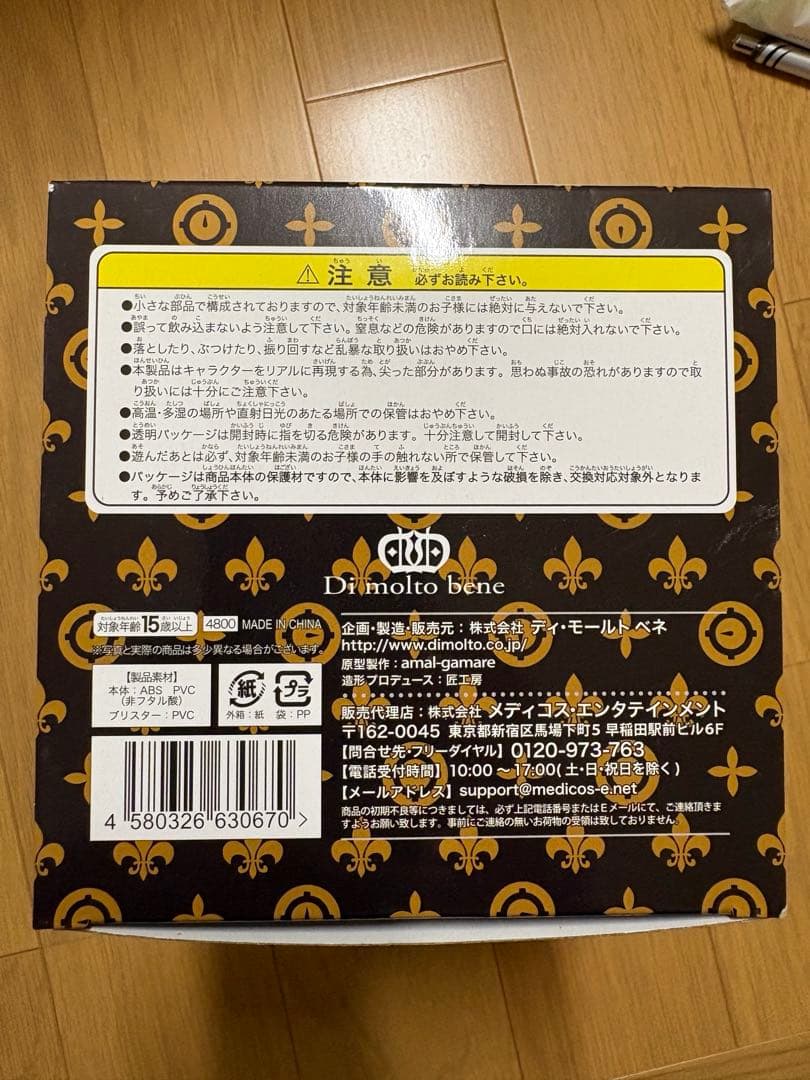 ⚠注意 必ずお読み下さい。
●小さな部品で構成されておりますので、対象年齢未満のお子様には絶対に与えないで下さい。
●誤って飲み込まないよう注意して下さい。窒息などの危険がありますので口には絶対入れないで下さい。
●落としたり、ぶつけたり、振り回すなど乱暴な取り扱いはおやめ下さい。
●本製品はキャラクターをリアルに再現する為、尖った部分があります。思わぬ事故の恐れがありますので取
り扱いには十分にご注意下さい。
●高温・多湿の場所や直射日光のあたる場所での保管はおやめ下さい。
●透明パッケージは開封時に指を切る危険があります。十分注意して開封して下さい。
●遊んだあとは必ず、対象年齢未満のお子様の手の触れない所で保管して下さい。
●パッケージは商品本体の保護材ですので、本体に影響を及ぼすような破損を除き、交換対応対象外となりま
す。予めご了承下さい。
Di molto bene
対象年齢15歳以上 4800 MADE IN CHINA
※写真と実際の商品は多少異なる場合がございます。
【製品素材】
本体:ABS PVC
(非フタル酸)
ブリスター:PVC
紙 プラ
外箱:紙 袋:PP
4 580326 630670
企画・製造・販売元:株式会社 ディ・モールト ベネ
http://www.dimolto.co.jp/
原型製作:amal-gamare
造形プロデュース:匠工房
販売代理店:株式会社 メディコス・エンタテインメント
〒162-0045 東京都新宿区馬場下町5 早稲田駅前ビル6F
【問合せ先・フリーダイヤル】0120-973-763
【電話受付時間】10:00~17:00(土・日・祝日を除く)
【メールアドレス】support@medicos-e.net
商品の初期不良等につきましては、必ず上記電話番号またはEメールにて、ご連絡頂きま
すようお願い致します。事前にご連絡の無いお荷物の受領は致しておりません。